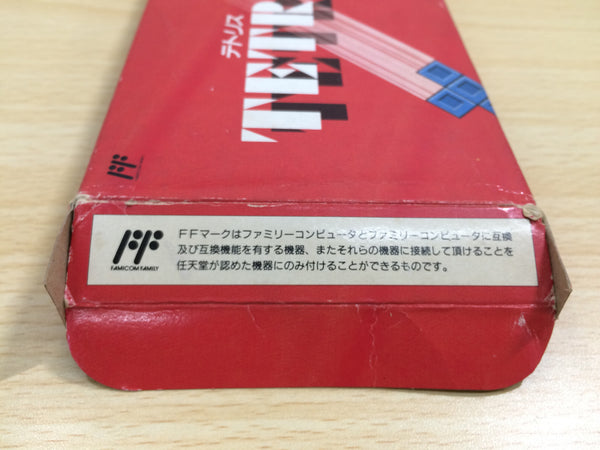 テトリス
TETR
FF
FF
FAMICOM FAMILY
FFマークはファミリーコンピュータとファミリーコンピュータに互換
及び互換機能を有する機器、またそれらの機器に接続して頂けることを
任天堂が認めた機器にのみ付けることができるものです。